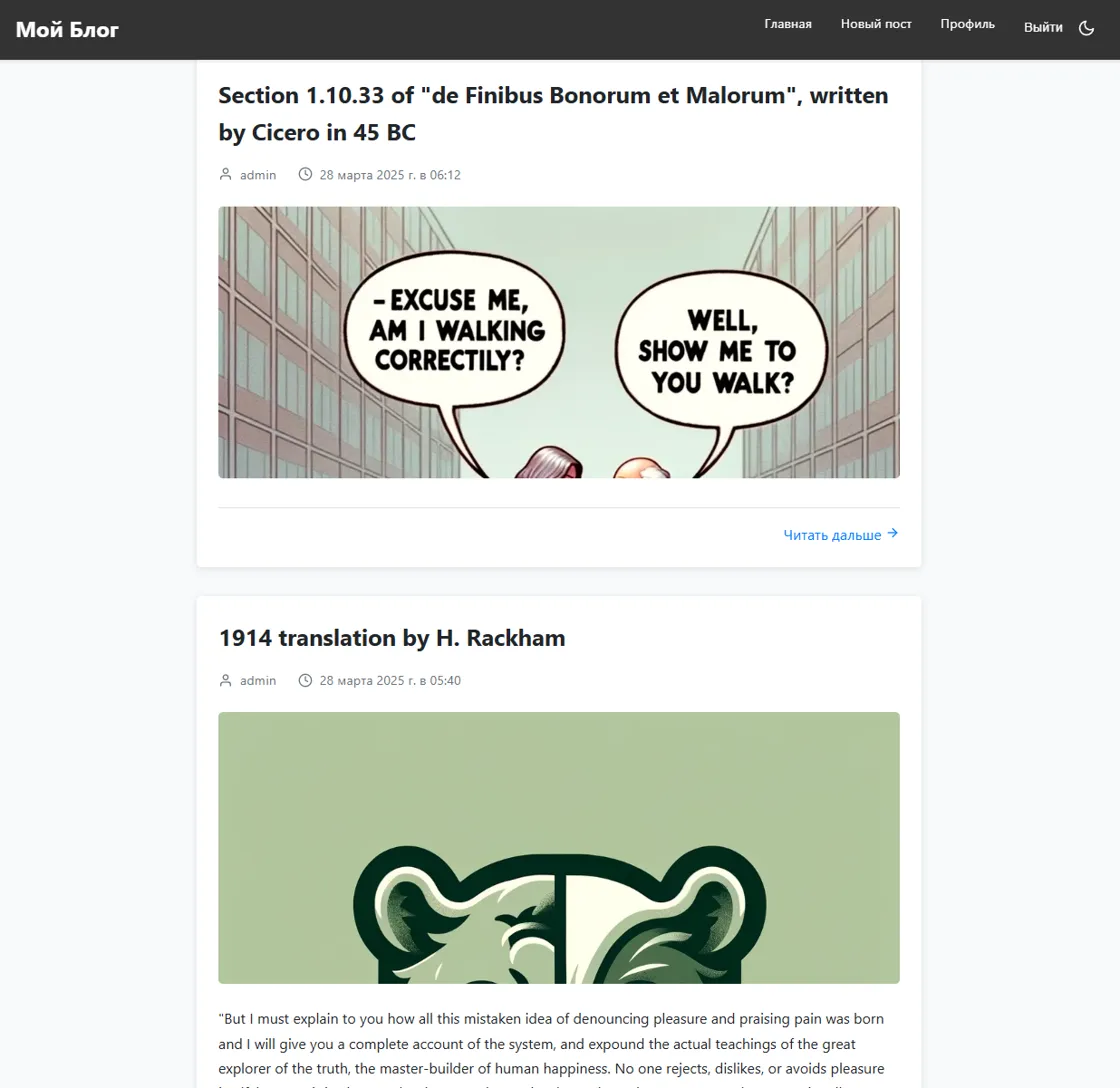 Мой Блог
Главная Новый пост Профиль Выйти
Section 1.10.33 of "de Finibus Bonorum et Malorum", written
by Cicero in 45 BC
admin 28 марта 2025 г. в 06:12
-EXCUSE ME,
AM I WALKING
CORRECTILY?
WELL,
SHOW ME TO
YOU WALK?
Читать дальше
1914 translation by H. Rackham
admin 28 марта 2025 г. в 05:40
"But I must explain to you how all this mistaken idea of denouncing pleasure and praising pain was born
and I will give you a complete account of the system, and expound the actual teachings of the great
explorer of the truth, the master-builder of human happiness. No one rejects, dislikes, or avoids pleasure